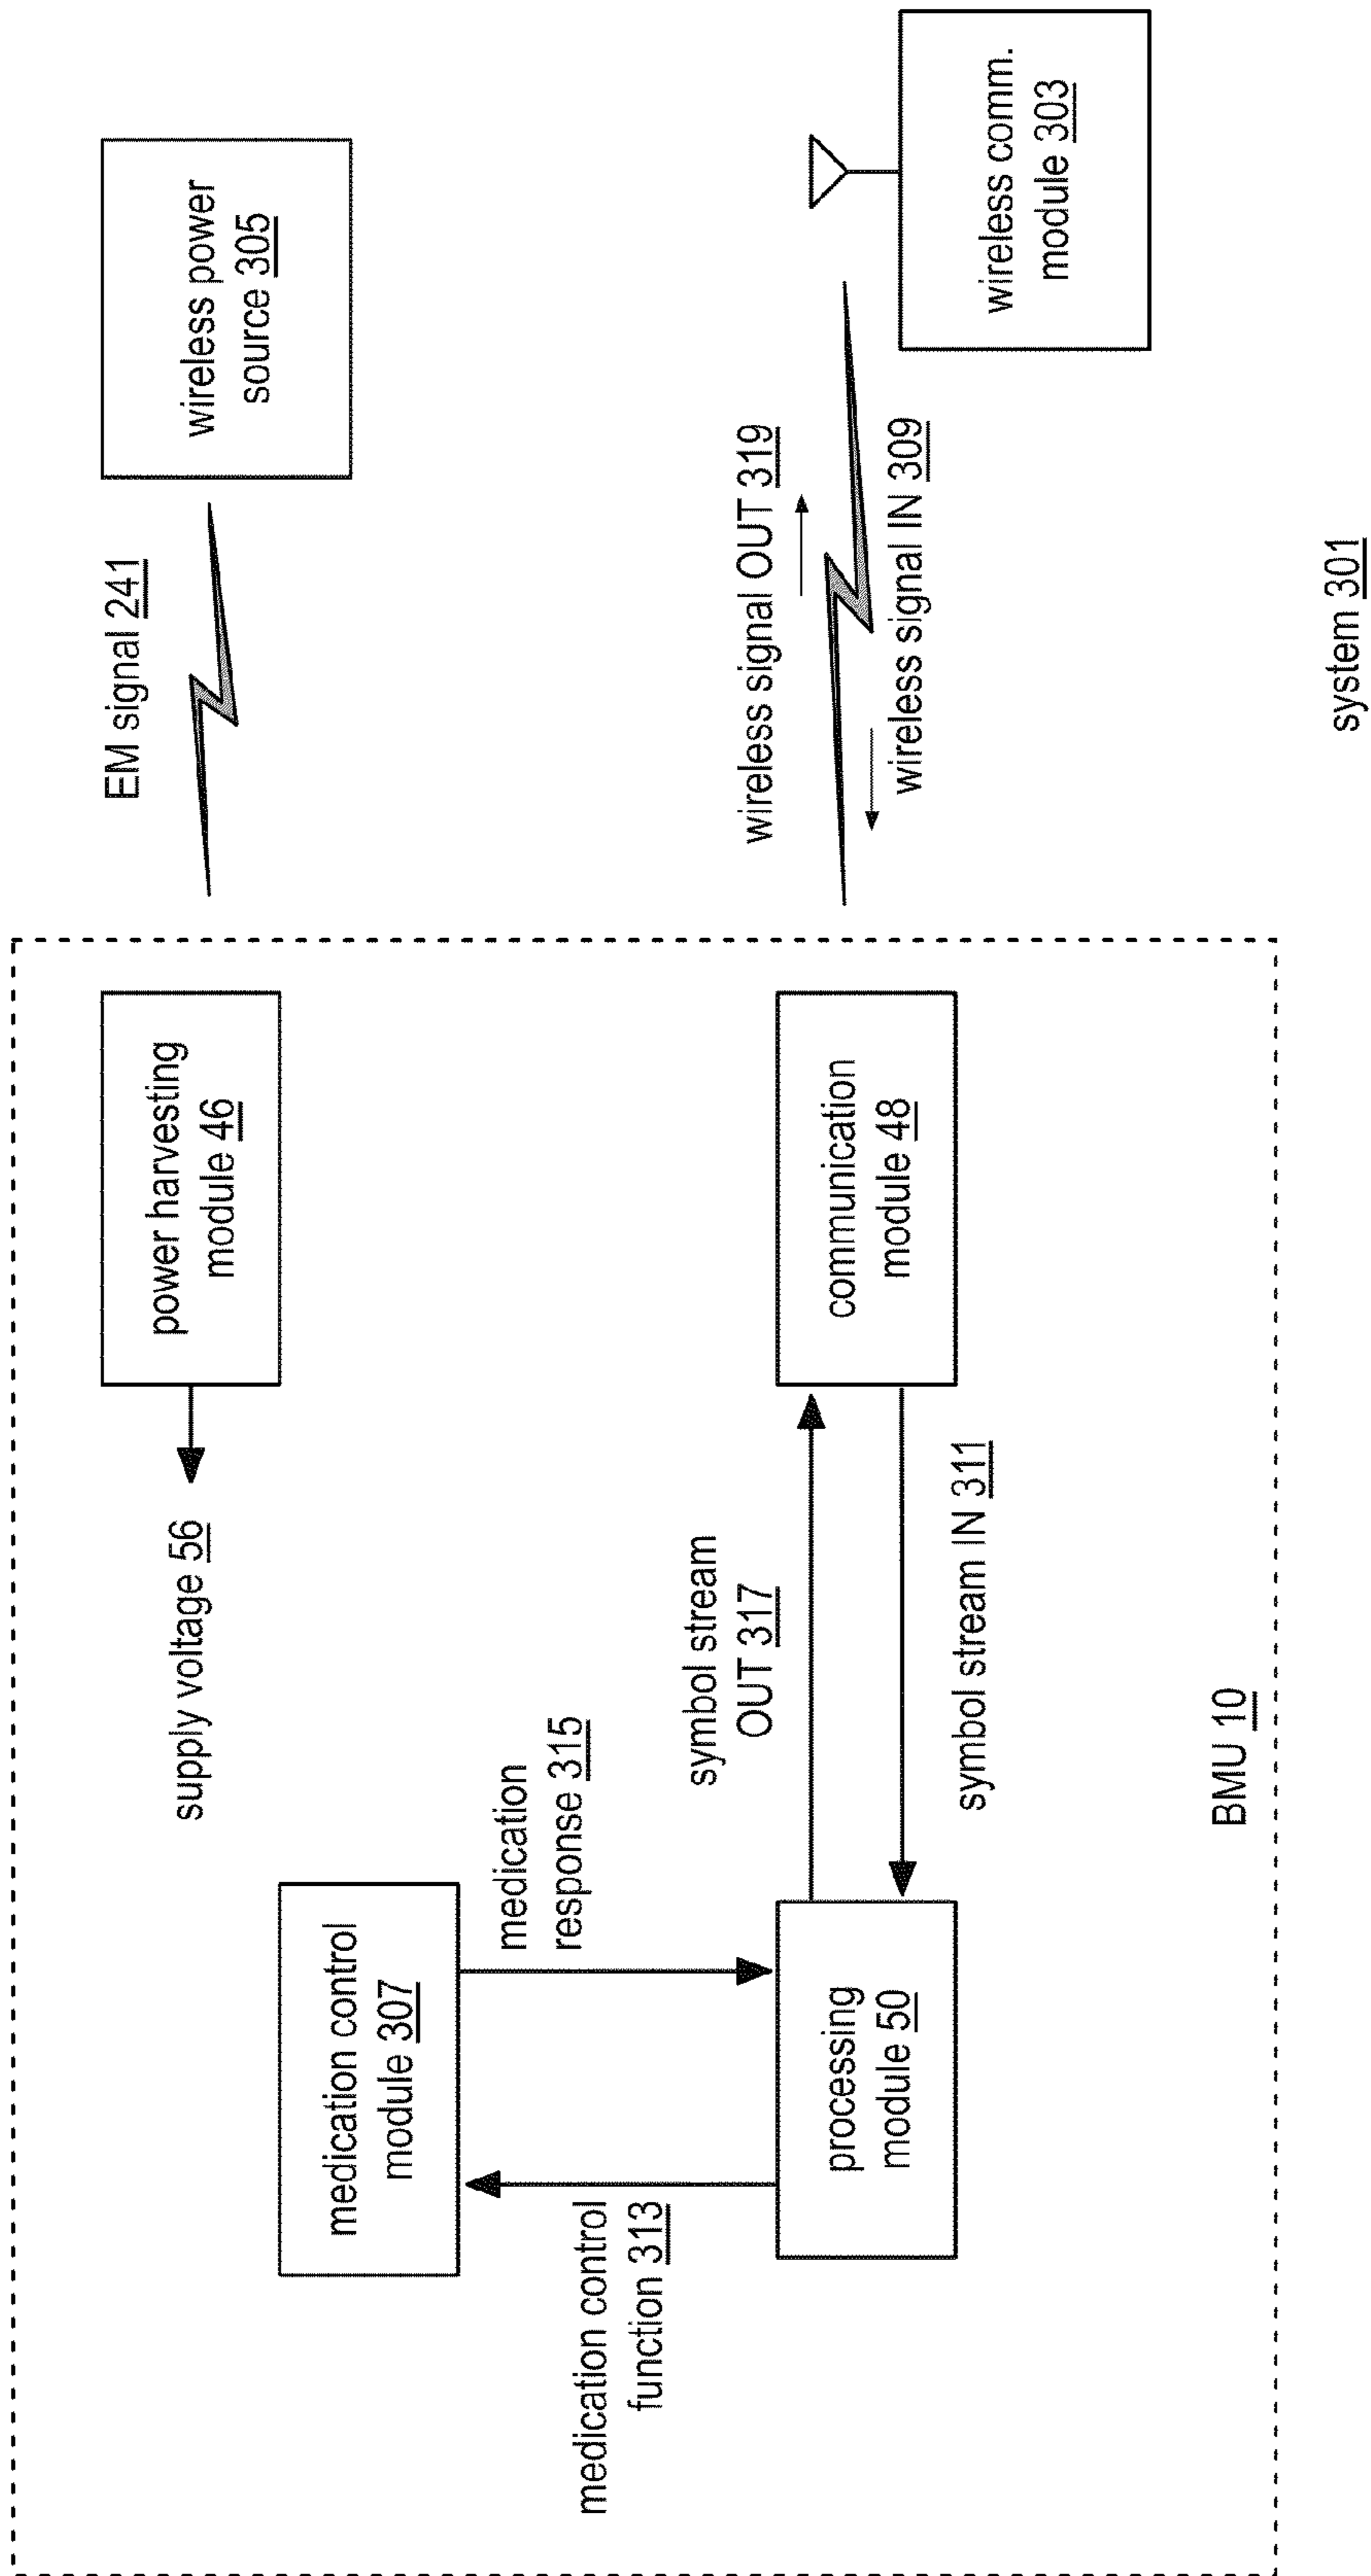 EM signal 241
wireless power
source 305
power harvesting
module 46
supply voltage 56
medication control
module 307
medication
response 315
medication control
function 313
symbol stream
OUT 317
processing
module 50
symbol stream IN 311
communication
module 48
wireless signal OUT 319
wireless signal IN 309
wireless comm.
module 303
BMU 10
system 301